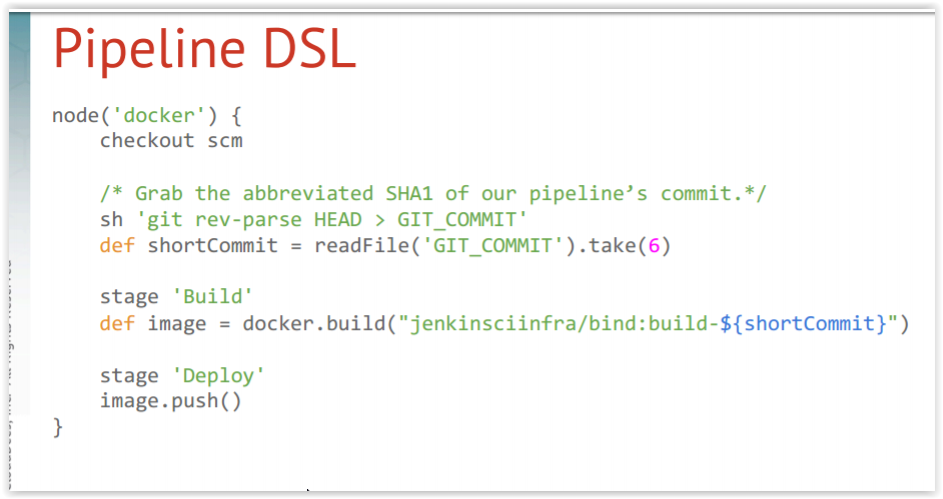 Pipeline DSL
node('docker') {
    checkout scm
    /* Grab the abbreviated SHA1 of our pipeline’s commit.*/
    sh 'git rev-parse HEAD > GIT_COMMIT'
    def shortCommit = readFile('GIT_COMMIT').take(6)
    stage 'Build'
    def image = docker.build("jenkinsciinfra/bind:build-${shortCommit}")
    stage 'Deploy'
    image.push()
}